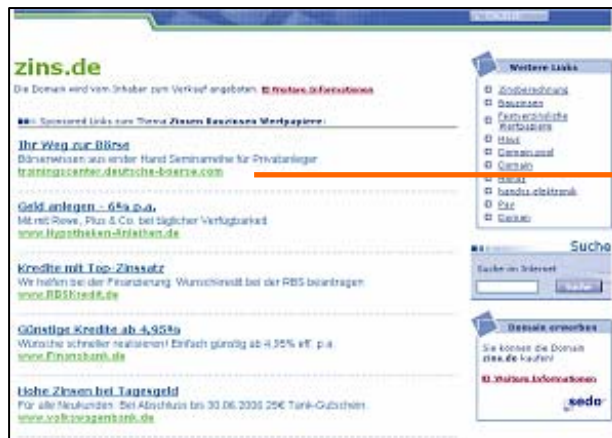 zins.de
Die Domain wird vom Inhaber zum Verkauf angeboten. Weitere Informationen
Sponsored Links zum Thema Zinsen Bauzinsen Wertpapiere:
Ihr Weg zur Börse
Börsenwissen aus erster Hand Seminarreihe für Privatanleger
trainingscenter.deutsche-boerse.com
Geld anlegen - 6% p.a.
Mit Rewe, Plus & Co. bei täglicher Verfügbarkeit
www.Hypotheken-Anleihen.de
Kredite mit Top-Zinssatz
Wir helfen bei der Finanzierung. Wunschkredit bei der RBS beantragen
www.RBSKredit.de
Günstige Kredite ab 4,95%
Wünsche schneller realisieren! Einfach günstig ab 4,95% eff. p.a.
www.Finansbank.de
Hohe Zinsen bei Tagesgeld
Für alle Neukunden. Bei Abschluss bis 30.06.2006 25€ Tank-Gutschein.
www.volkswagenbank.de
Weitere Links
Zinsberechnung
Bauzinsen
Festverzinsliche
Wertpapiere
Haus
Domain
handys elektronik
Domain
Suche
Suche im Internet
Suche
Domain erwerben
Sie können die Domain
zins.de kaufen!
Weitere Informationen
sedo